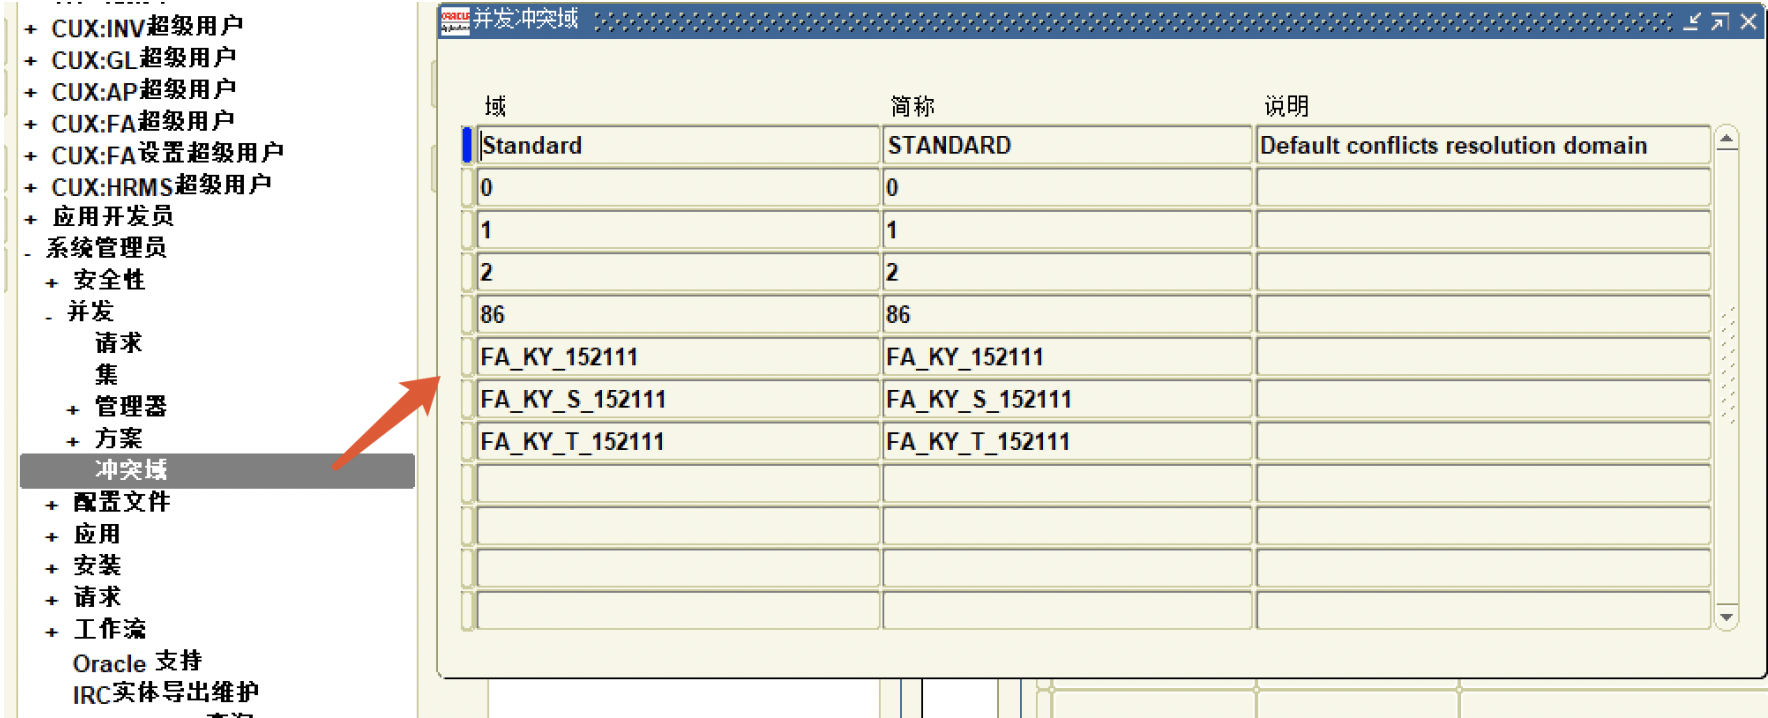 + CUX:INV超级用户
+ CUX:GL超级用户
+ CUX:AP超级用户
+ CUX:FA超级用户
+ CUX:FA设置超级用户
+ CUX:HRMS超级用户
+ 应用开发员
- 系统管理员
+ 安全性
- 并发
请求
集
+ 管理器
+ 方案
冲突域
+ 配置文件
+ 应用
+ 安装
+ 请求
+ 工作流
Oracle 支持
IRC实体导出维护
ORACLE 并发冲突域
域 简称 说明
Standard STANDARD Default conflicts resolution domain
0 0
1 1
2 2
86 86
FA_KY_152111 FA_KY_152111
FA_KY_S_152111 FA_KY_S_152111
FA_KY_T_152111 FA_KY_T_152111